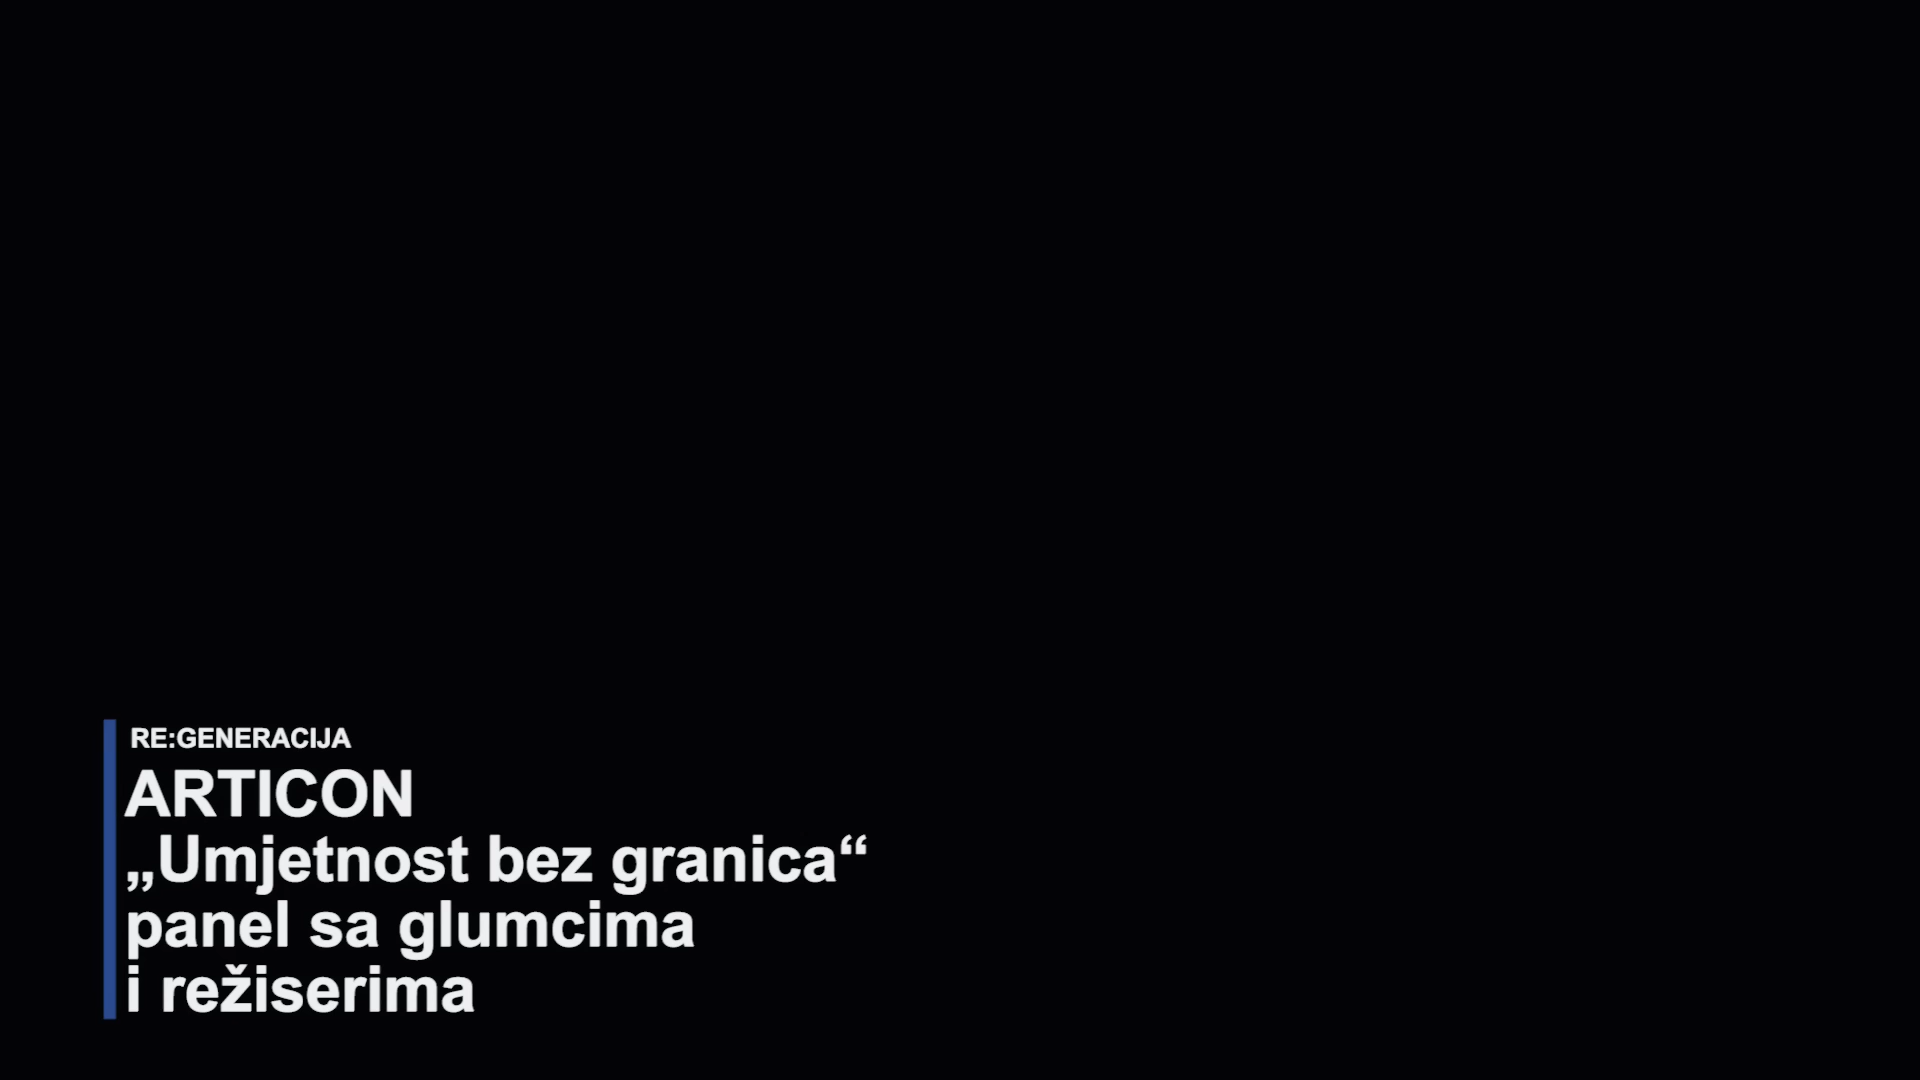 RE:GENERACIJA
ARTICON
„Umjetnost bez granica“
panel sa glumcima
i režiserima